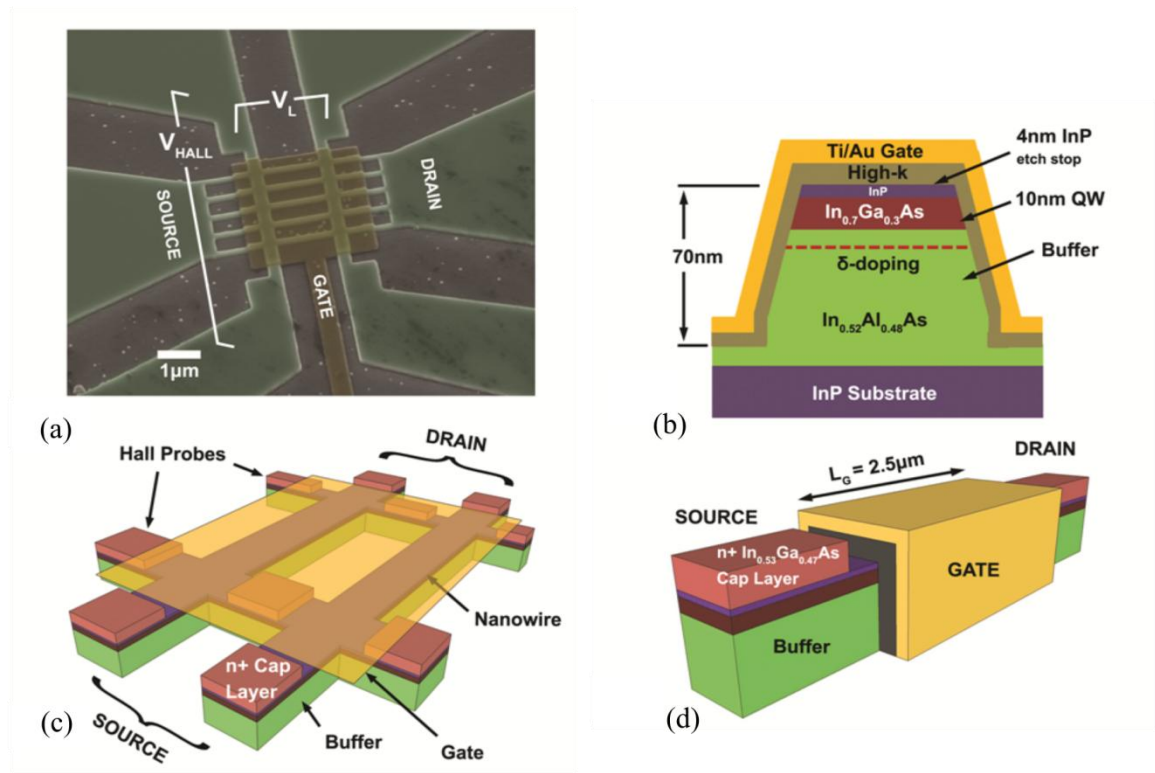 V_L
V_HALL
SOURCE
DRAIN
GATE
1μm
(a)
Ti/Au Gate
High-k
InP
In0.7Ga0.3As
δ-doping
In0.52Al0.48As
InP Substrate
70nm
4nm InP
etch stop
10nm QW
Buffer
(b)
Hall Probes
DRAIN
Nanowire
n+ Cap
Layer
SOURCE
Buffer
Gate
(c)
LG = 2.5μm
DRAIN
SOURCE
n+ In0.53Ga0.47As
Cap Layer
GATE
Buffer
(d)